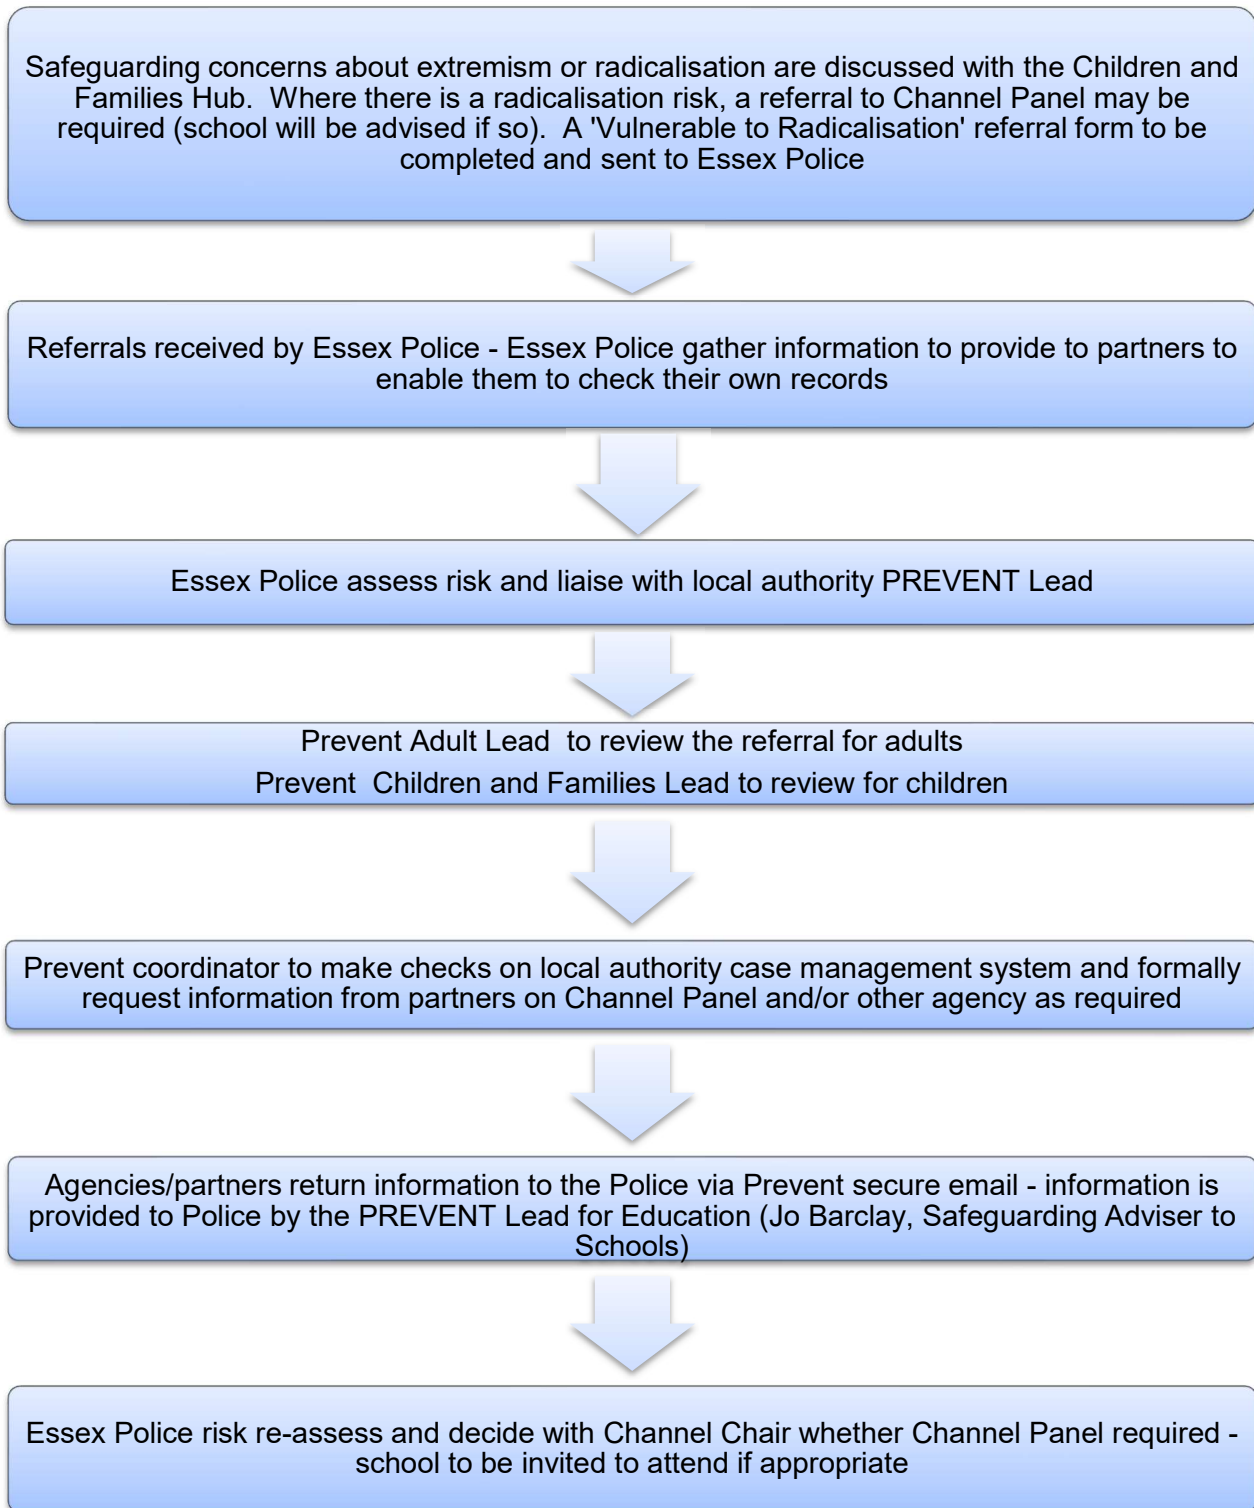 Safeguarding concerns about extremism or radicalisation are discussed with the Children and
Families Hub.  Where there is a radicalisation risk, a referral to Channel Panel may be
required (school will be advised if so).  A 'Vulnerable to Radicalisation' referral form to be
completed and sent to Essex Police
Referrals received by Essex Police - Essex Police gather information to provide to partners to
enable them to check their own records
Essex Police assess risk and liaise with local authority PREVENT Lead
Prevent Adult Lead  to review the referral for adults
Prevent  Children and Families Lead to review for children
Prevent coordinator to make checks on local authority case management system and formally
request information from partners on Channel Panel and/or other agency as required
Agencies/partners return information to the Police via Prevent secure email - information is
provided to Police by the PREVENT Lead for Education (Jo Barclay, Safeguarding Adviser to
Schools)
Essex Police risk re-assess and decide with Channel Chair whether Channel Panel required -
school to be invited to attend if appropriate